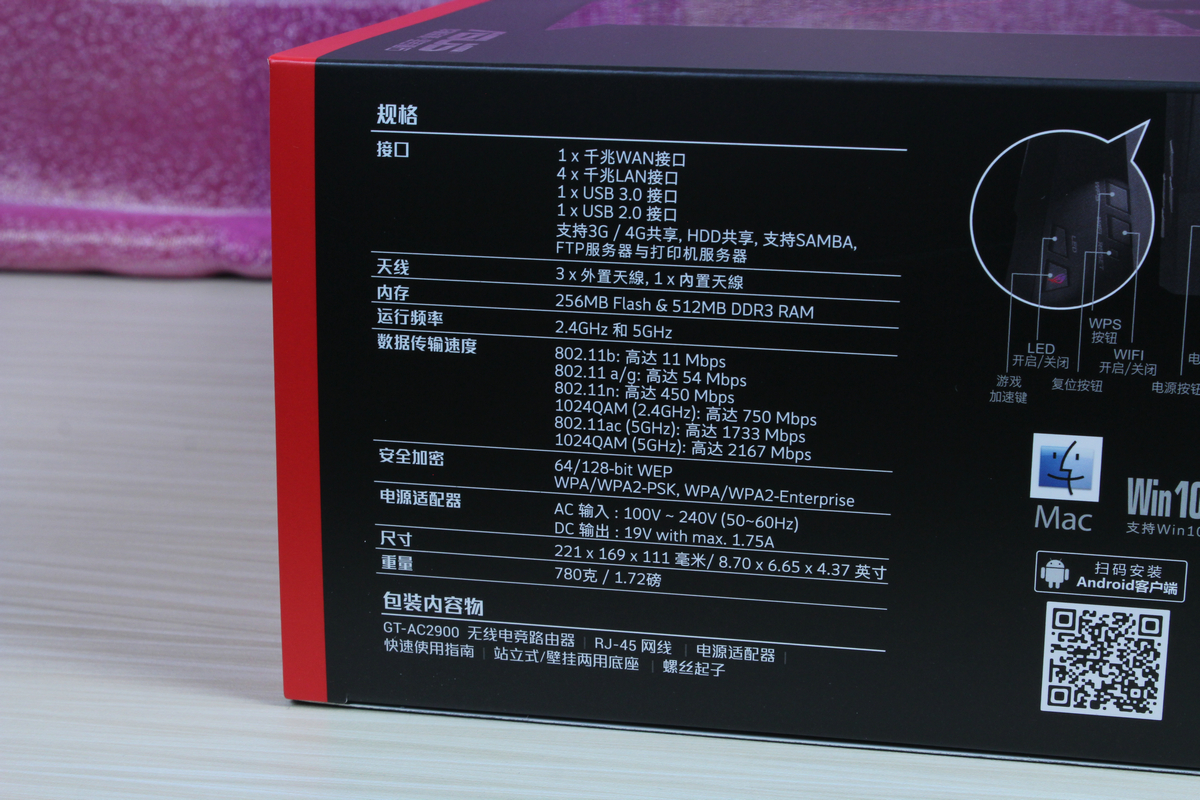 规格
接口
1 x 千兆WAN接口
4 x 千兆LAN接口
1 x USB 3.0 接口
1 x USB 2.0 接口
支持3G / 4G共享, HDD共享, 支持SAMBA,
FTP服务器与打印机服务器
天线
3 x 外置天線, 1 x 內置天線
内存
256MB Flash & 512MB DDR3 RAM
运行频率
2.4GHz 和 5GHz
数据传输速度
802.11b: 高达 11 Mbps
802.11 a/g: 高达 54 Mbps
802.11n: 高达 450 Mbps
1024QAM (2.4GHz): 高达 750 Mbps
802.11ac (5GHz): 高达 1733 Mbps
1024QAM (5GHz): 高达 2167 Mbps
安全加密
64/128-bit WEP
WPA/WPA2-PSK, WPA/WPA2-Enterprise
电源适配器
AC 输入 : 100V ~ 240V (50~60Hz)
DC 输出 : 19V with max. 1.75A
尺寸
221 x 169 x 111 毫米/ 8.70 x 6.65 x 4.37 英寸
重量
780克 / 1.72磅
包装内容物
GT-AC2900 无线电竞路由器 | RJ-45 网线 | 电源适配器 |
快速使用指南 | 站立式/壁挂两用底座 | 螺丝起子
WPS
按钮
LED
开启/关闭
WIFI
开启/关闭
游戏
加速键
复位按钮
电源按钮
Mac
Win10
支持Win10
扫码安装
Android客户端